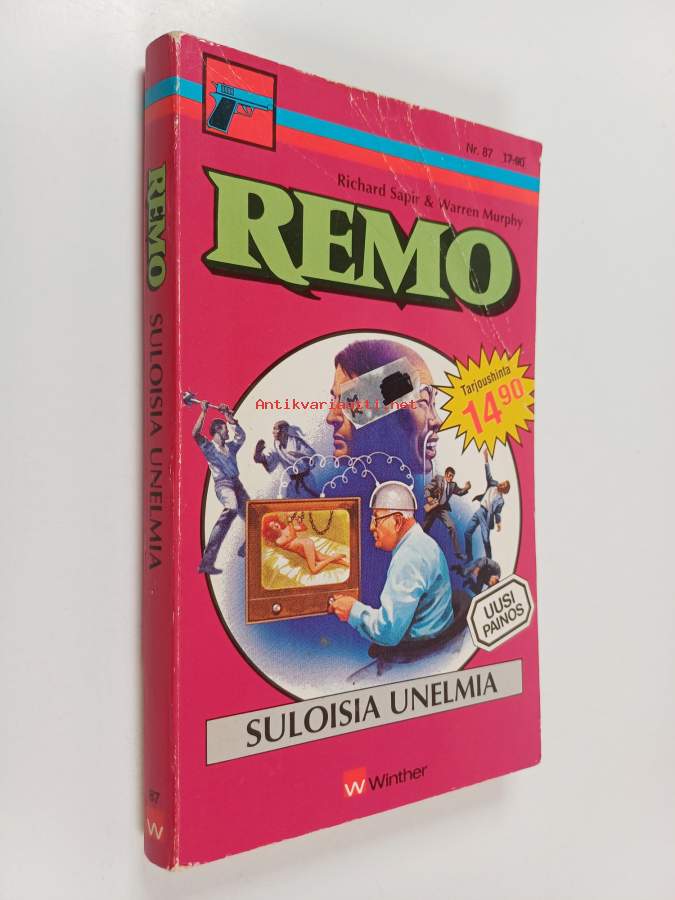 Nr. 87 17-90
Richard Sapir & Warren Murphy
REMO
Tarjoushinta
14 90
Antikvariaatti.net
UUSI
PAINOS
SULOISIA UNELMIA
W Winther
REMO SULOISIA UNELMIA
87
W